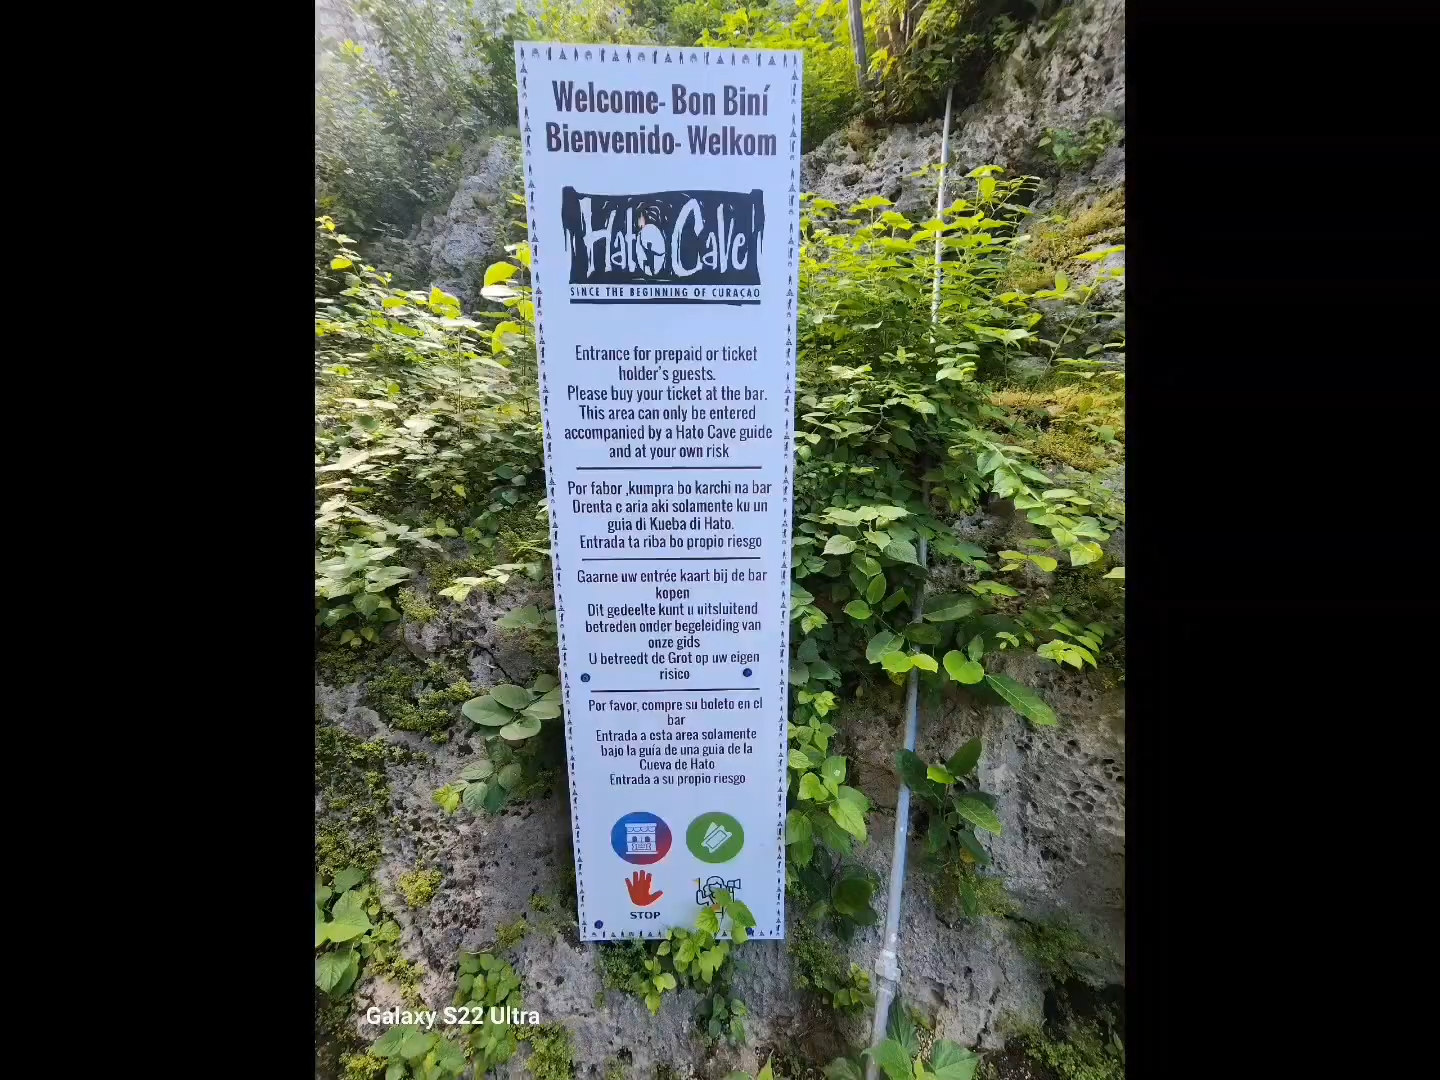 Welcome- Bon Biní
Bienvenido- Welkom
Hato Cave
SINCE THE BEGINNING OF CURAÇAO
Entrance for prepaid or ticket
holder's guests.
Please buy your ticket at the bar.
This area can only be entered
accompanied by a Hato Cave guide
and at your own risk
Por fabor ,kumpra bo karchi na bar
Drenta e aria aki solamente ku un
guia di Kueba di Hato.
Entrada ta riba bo propio riesgo
Gaarne uw entrée kaart bij de bar
kopen
Dit gedeelte kunt u uitsluitend
betreden onder begeleiding van
onze gids
U betreedt de Grot op uw eigen
risico
Por favor, compre su boleto en el
bar
Entrada a esta area solamente
bajo la guía de una guia de la
Cueva de Hato
Entrada a su propio riesgo
STOP
Galaxy S22 Ultra